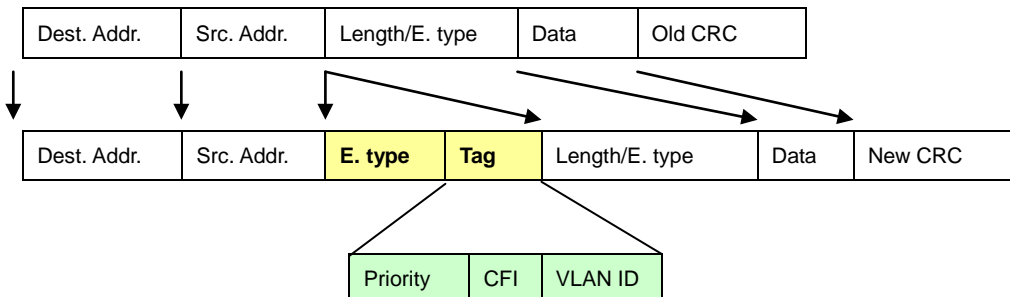 Dest. Addr. Src. Addr. Length/E. type Data Old CRC
Dest. Addr. Src. Addr. E. type Tag Length/E. type Data New CRC
Priority CFI VLAN ID